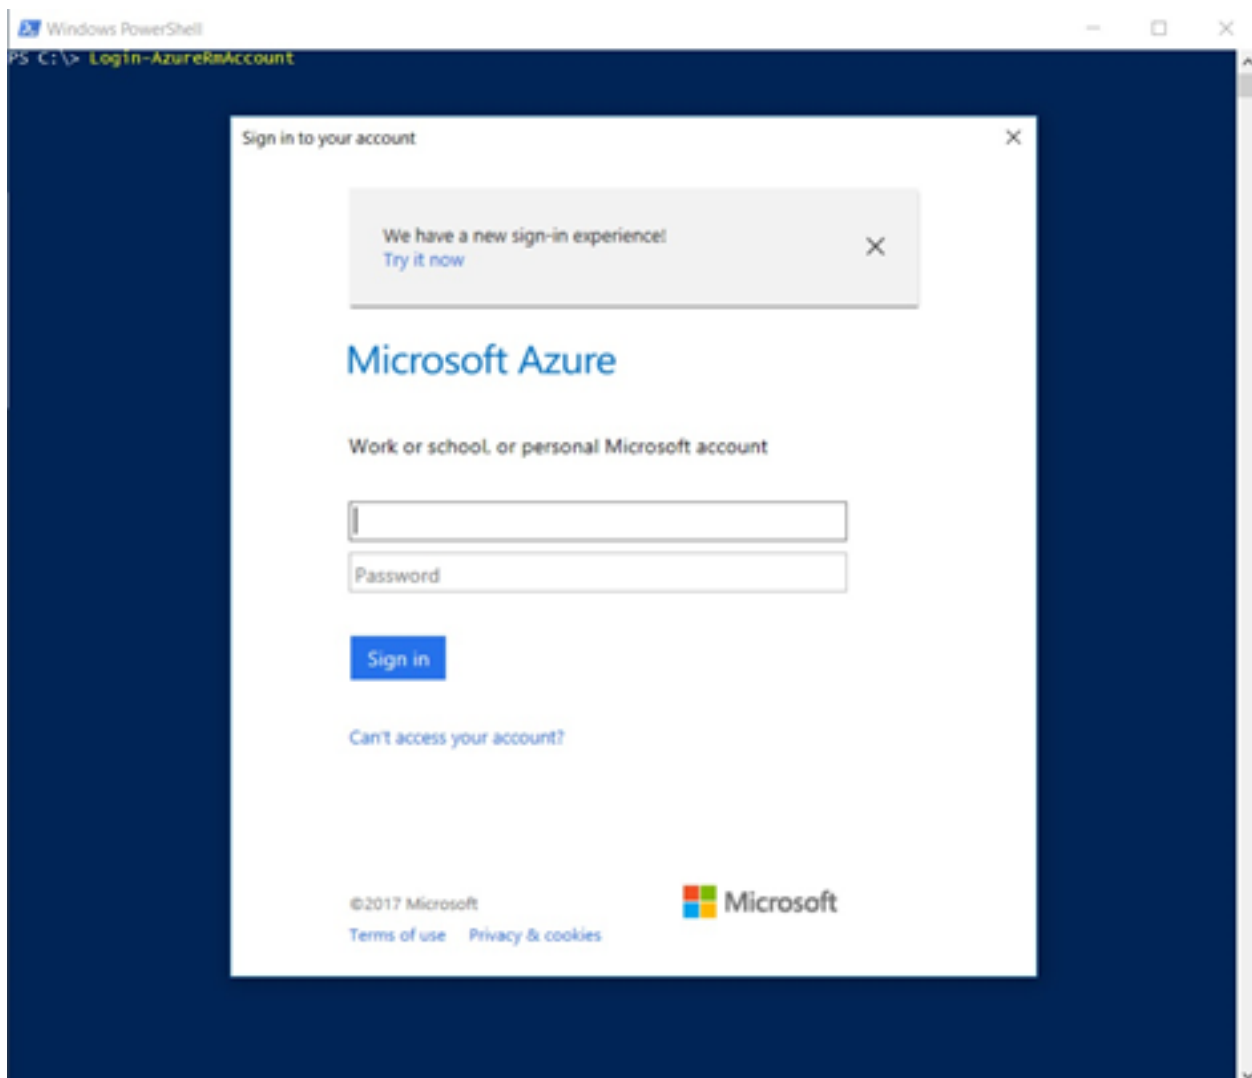 Windows PowerShell
PS C:\> Login-AzureRmAccount
Sign in to your account
We have a new sign-in experience!
Try it now
Microsoft Azure
Work or school, or personal Microsoft account
Password
Sign in
Can't access your account?
©2017 Microsoft
Microsoft
Terms of use Privacy & cookies